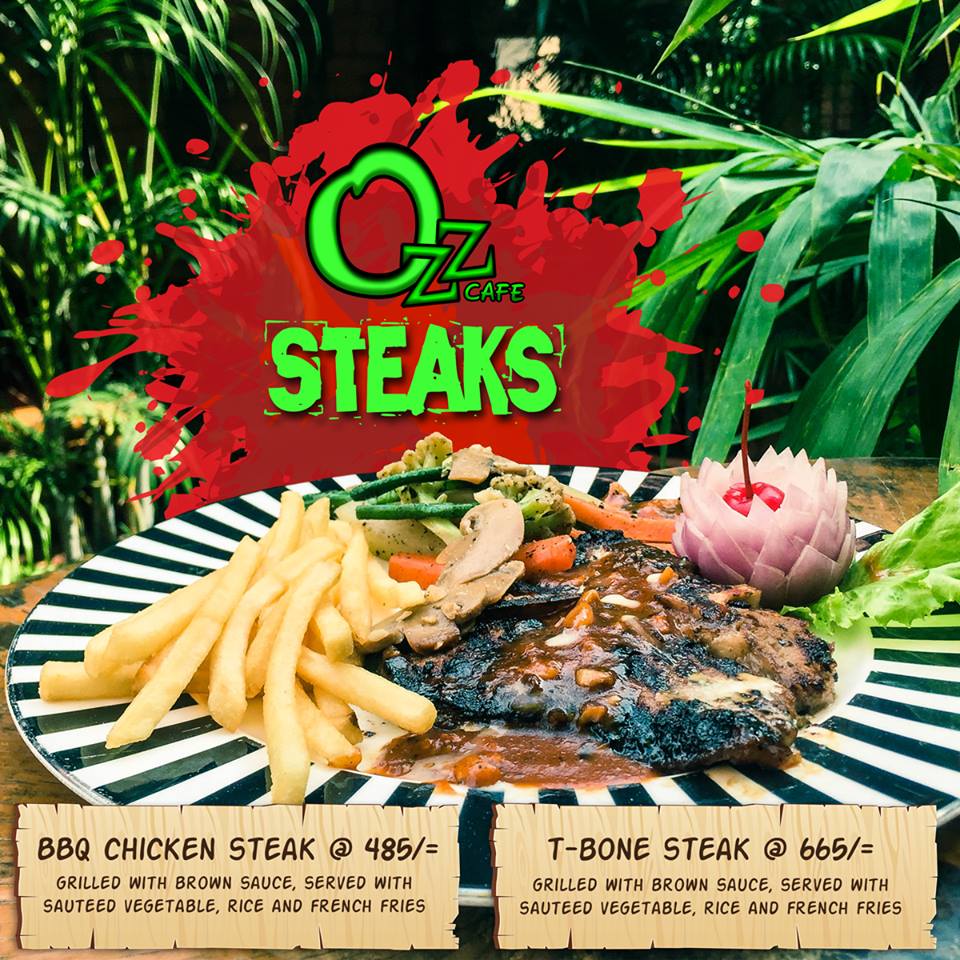 Ozz
CAFE
STEAKS
BBQ CHICKEN STEAK @ 485/=
GRILLED WITH BROWN SAUCE, SERVED WITH
SAUTEED VEGETABLE, RICE AND FRENCH FRIES
T-BONE STEAK @ 665/=
GRILLED WITH BROWN SAUCE, SERVED WITH
SAUTEED VEGETABLE, RICE AND FRENCH FRIES